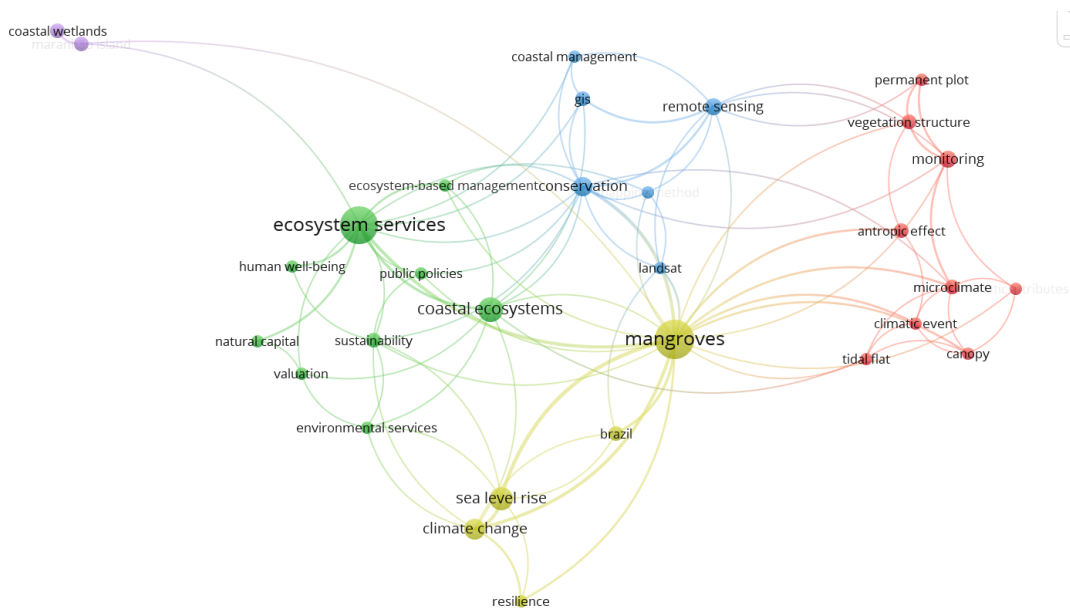 coastal wetlands
coastal management
permanent plot
gis
remote sensing
vegetation structure
monitoring
ecosystem-based management
conservation
method
ecosystem services
antropic effect
human well-being
public policies
landsat
microclimate
coastal ecosystems
climatic event
mangroves
natural capital
sustainability
tidal flat
canopy
valuation
environmental services
brazil
sea level rise
climate change
resilience